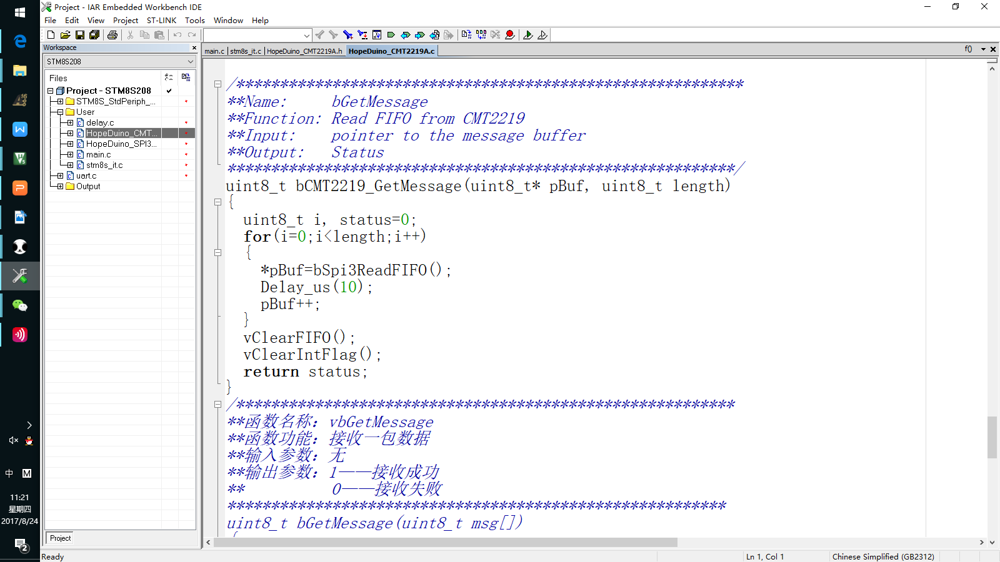 Project - IAR Embedded Workbench IDE
File Edit View Project ST-LINK Tools Window Help
Workspace
main.c stm8s_it.c HopeDuino_CMT2219A.h HopeDuino_CMT2219A.c f()
STM8S208
Files
Project - STM8S208
STM8S_StdPeriph_...
User
delay.c
HopeDuino_CMT...
HopeDuino_SPI3...
main.c
stm8s_it.c
uart.c
Output
Project
/**********************************************************
**Name: bGetMessage
**Function: Read FIFO from CMT2219
**Input: pointer to the message buffer
**Output: Status
**********************************************************/
uint8_t bCMT2219_GetMessage(uint8_t* pBuf, uint8_t length)
{
uint8_t i, status=0;
for(i=0;i<length;i++)
{
*pBuf=bSpi3ReadFIFO();
Delay_us(10);
pBuf++;
}
vClearFIFO();
vClearIntFlag();
return status;
}
/*********************************************************
**函数名称：vbGetMessage
**函数功能：接收一包数据
**输入参数：无
**输出参数：1——接收成功
** 0——接收失败
*********************************************************
uint8_t bGetMessage(uint8_t msg[])
{
中 M
11:21
星期四
2017/8/24
2
Ready
Ln 1, Col 1
Chinese Simplified (GB2312)